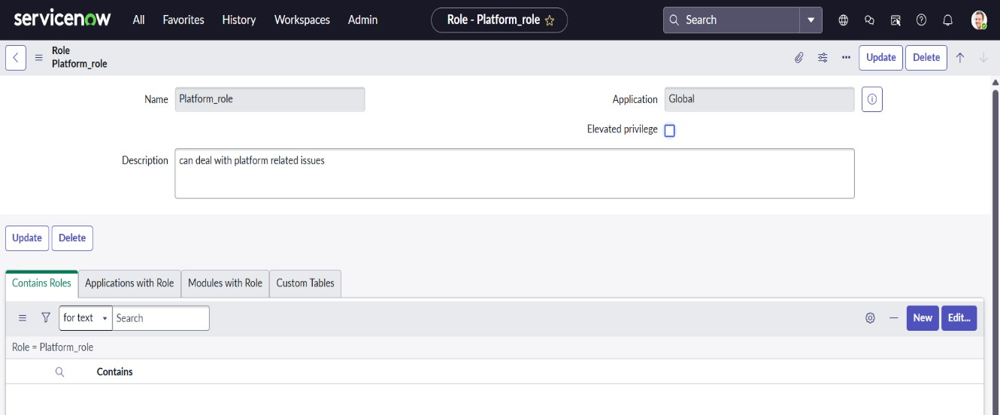 servicenow All Favorites History Workspaces Admin Role - Platform_role Search
Role
Platform_role
Update Delete
Name Platform_role Application Global
Elevated privilege
Description can deal with platform related issues
Update Delete
Contains Roles Applications with Role Modules with Role Custom Tables
for text Search New Edit...
Role = Platform_role
Contains